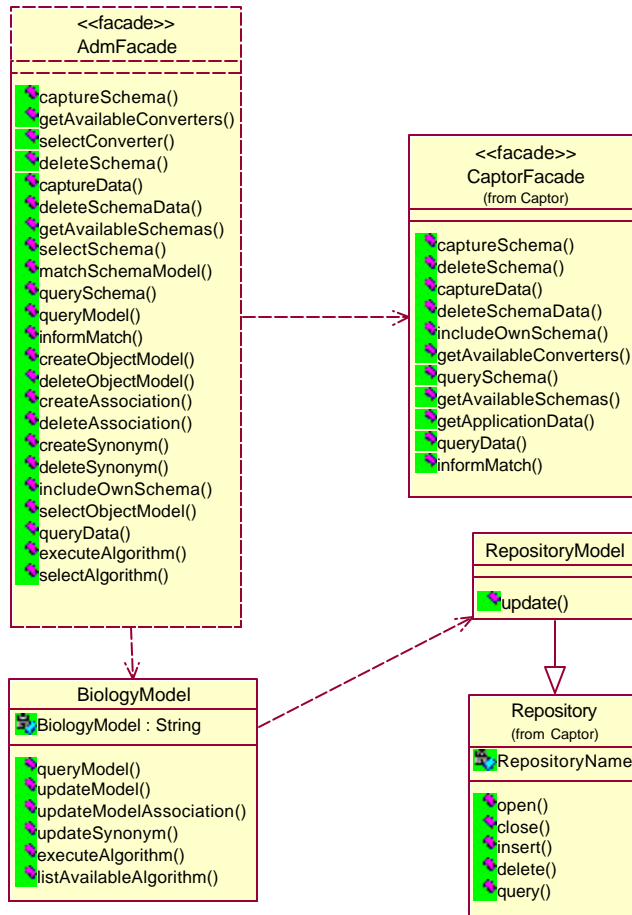 <<facade>>
AdmFacade
captureSchema()
getAvailableConverters()
selectConverter()
deleteSchema()
captureData()
deleteSchemaData()
getAvailableSchemas()
selectSchema()
matchSchemaModel()
querySchema()
queryModel()
informMatch()
createObjectModel()
deleteObjectModel()
createAssociation()
deleteAssociation()
createSynonym()
deleteSynonym()
includeOwnSchema()
selectObjectModel()
queryData()
executeAlgorithm()
selectAlgorithm()
<<facade>>
CaptorFacade
(from Captor)
captureSchema()
deleteSchema()
captureData()
deleteSchemaData()
includeOwnSchema()
getAvailableConverters()
querySchema()
getAvailableSchemas()
getApplicationData()
queryData()
informMatch()
RepositoryModel
update()
BiologyModel
BiologyModel : String
queryModel()
updateModel()
updateModelAssociation()
updateSynonym()
executeAlgorithm()
listAvailableAlgorithm()
Repository
(from Captor)
RepositoryName
open()
close()
insert()
delete()
query()